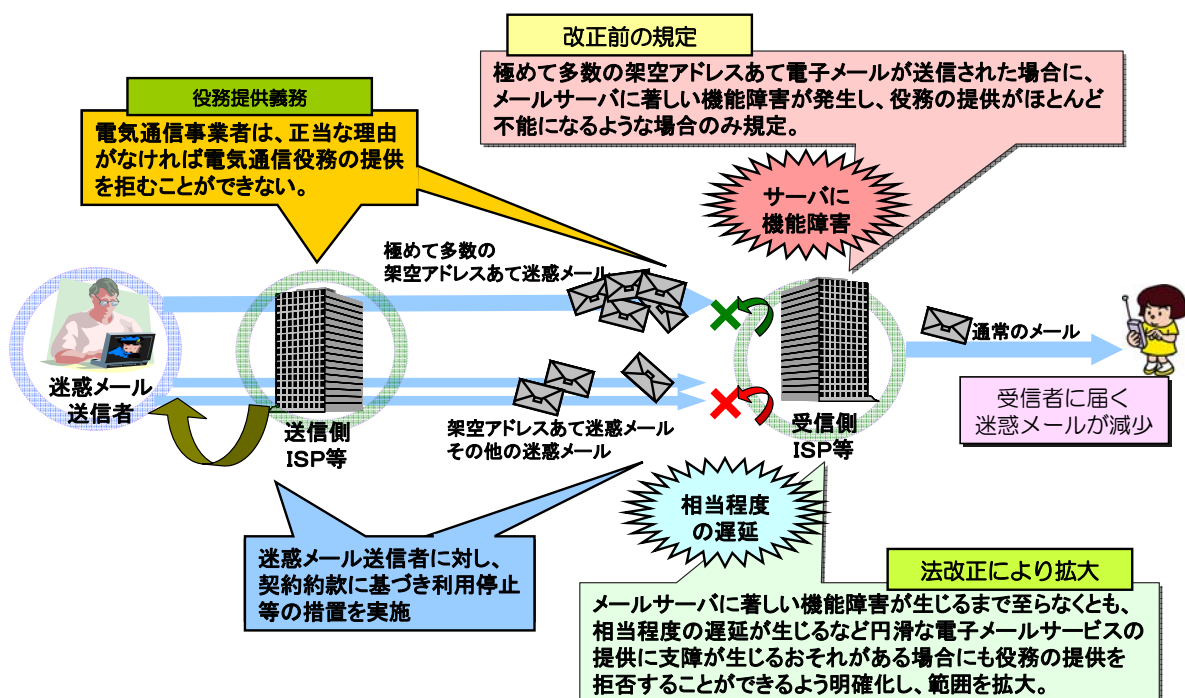 改正前の規定
極めて多数の架空アドレスあて電子メールが送信された場合に、
メールサーバに著しい機能障害が発生し、役務の提供がほとんど
不能になるような場合のみ規定。
役務提供義務
電気通信事業者は、正当な理由
がなければ電気通信役務の提供
を拒むことができない。
サーバに
機能障害
極めて多数の
架空アドレスあて迷惑メール
通常のメール
迷惑メール
送信者
送信側
ISP等
架空アドレスあて迷惑メール
その他の迷惑メール
受信側
ISP等
受信者に届く
迷惑メールが減少
相当程度
の遅延
迷惑メール送信者に対し、
契約約款に基づき利用停止
等の措置を実施
法改正により拡大
メールサーバに著しい機能障害が生じるまで至らなくとも、
相当程度の遅延が生じるなど円滑な電子メールサービスの
提供に支障が生じるおそれがある場合にも役務の提供を
拒否することができるよう明確化し、範囲を拡大。